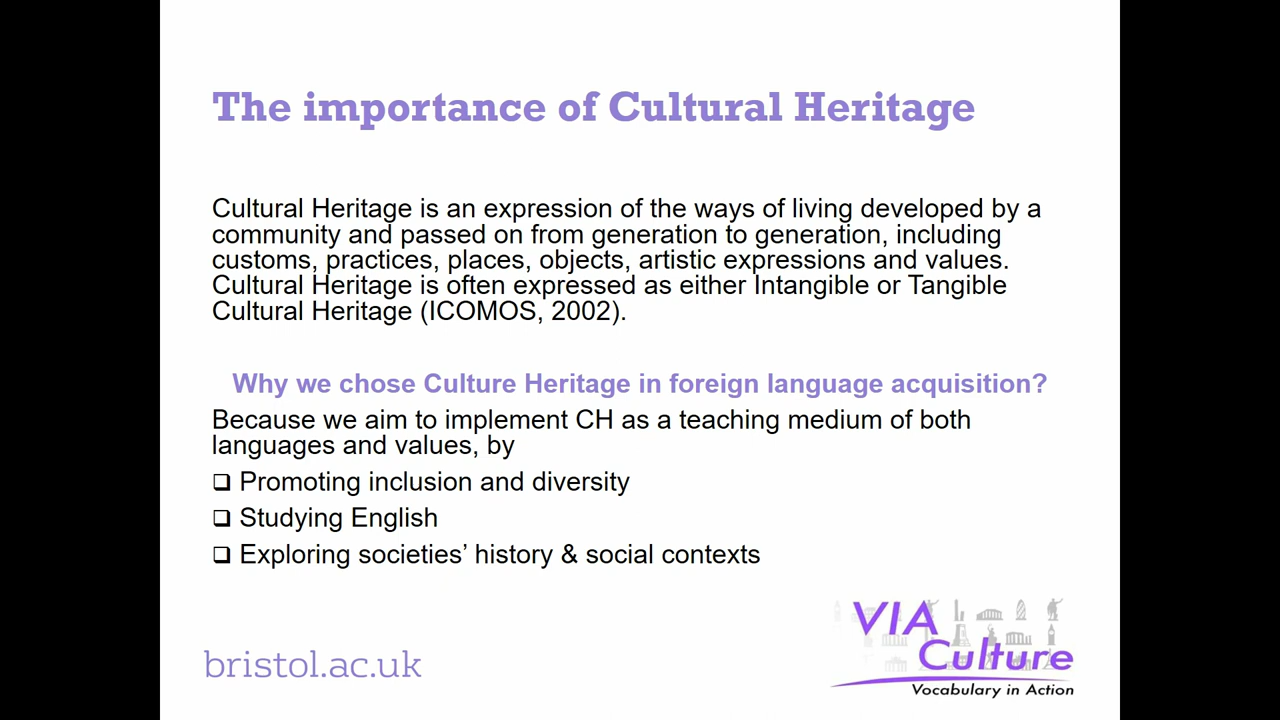 The importance of Cultural Heritage
Cultural Heritage is an expression of the ways of living developed by a
community and passed on from generation to generation, including
customs, practices, places, objects, artistic expressions and values.
Cultural Heritage is often expressed as either Intangible or Tangible
Cultural Heritage (ICOMOS, 2002).
Why we chose Culture Heritage in foreign language acquisition?
Because we aim to implement CH as a teaching medium of both
languages and values, by
❑ Promoting inclusion and diversity
❑ Studying English
❑ Exploring societies’ history & social contexts
bristol.ac.uk
VIA
Culture
Vocabulary in Action